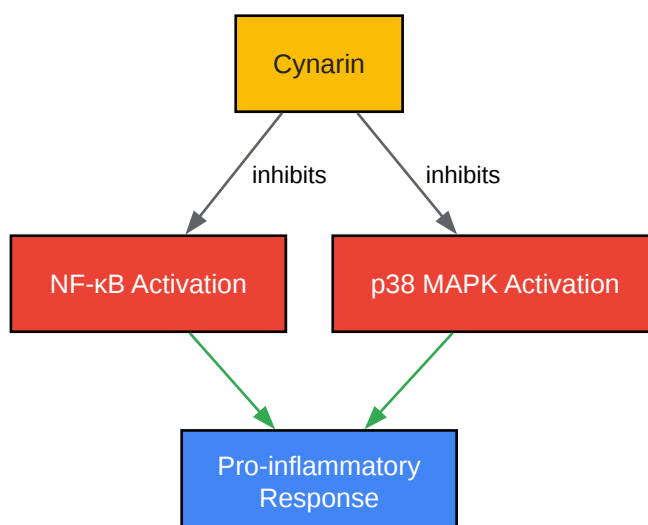 Cynarin
inhibits
inhibits
NF-κB Activation
p38 MAPK Activation
Pro-inflammatory
Response